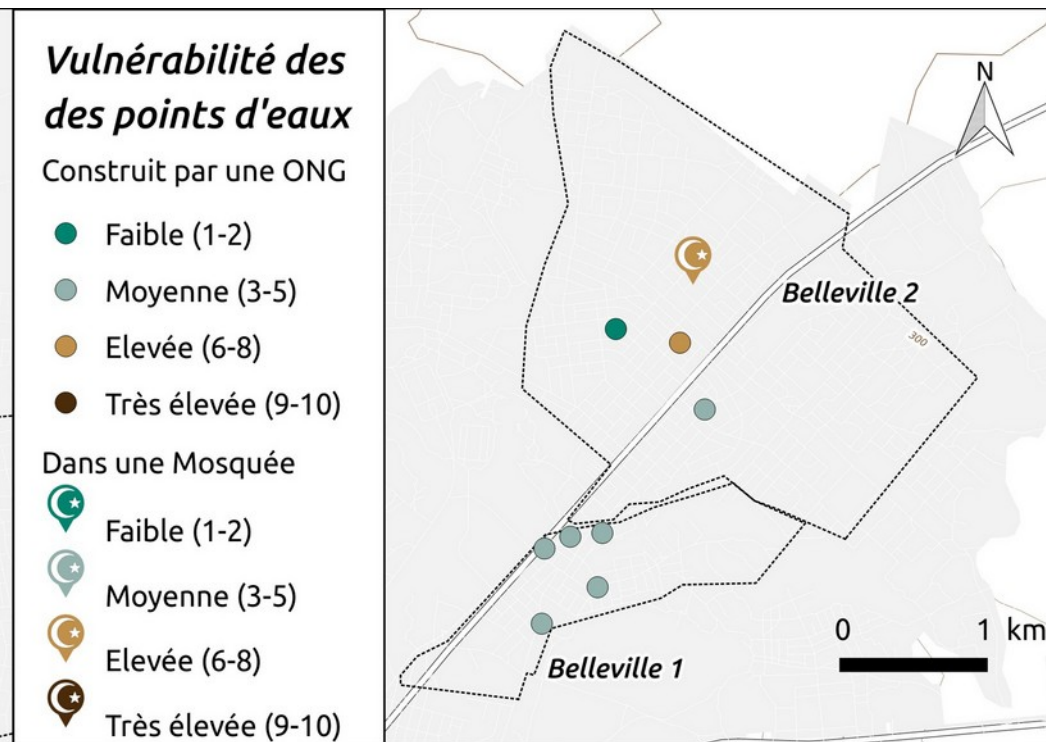 Vulnérabilité des
des points d'eaux
Construit par une ONG
Faible (1-2)
Moyenne (3-5)
Elevée (6-8)
Très élevée (9-10)
Dans une Mosquée
Faible (1-2)
Moyenne (3-5)
Elevée (6-8)
Très élevée (9-10)
N
Belleville 2
300
Belleville 1
0 1 km